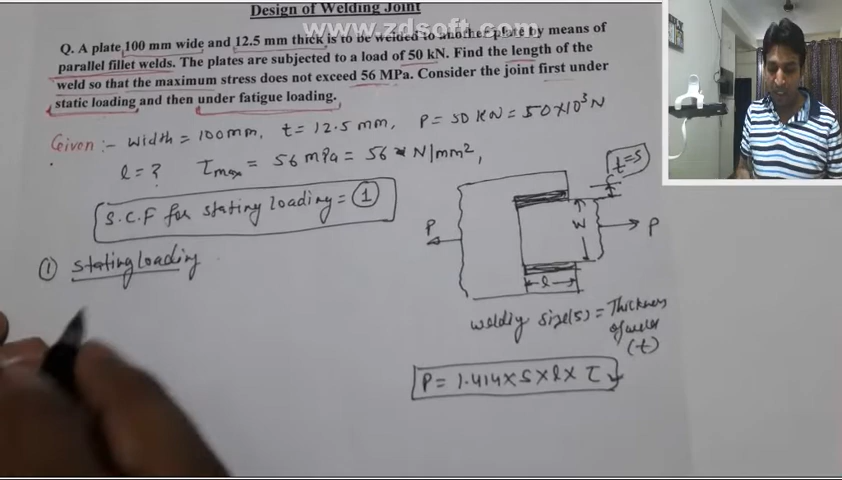 Design of Welding Joint
www.zdsoft.com
Q. A plate 100 mm wide and 12.5 mm thick is to be welded to another plate by means of
parallel fillet welds. The plates are subjected to a load of 50 kN. Find the length of the
weld so that the maximum stress does not exceed 56 MPa. Consider the joint first under
static loading and then under fatigue loading.
Given :- width = 100mm, t = 12.5 mm, P = 50 KN = 50×10³ N
l = ? τmax = 56 mPa = 56 N/mm²,
S.C.F for stating loading = 1
① stating loading
t=s
P W P
l
weldiy size(s) = Thickness
of
(t)
P = 1.414×s×l×τ